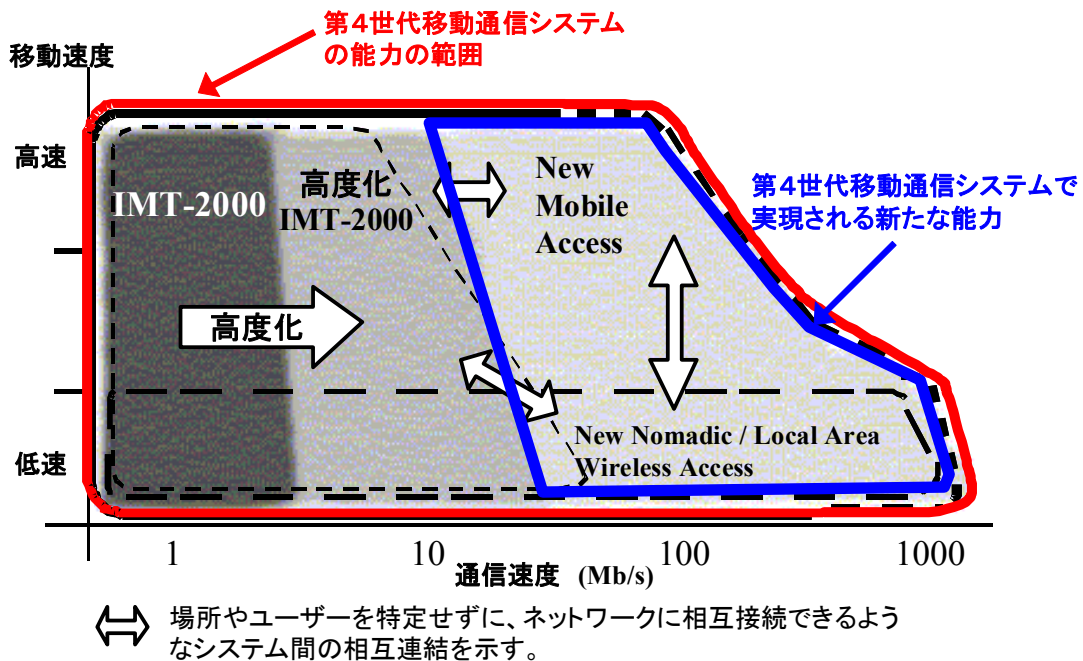 第４世代移動通信システム
の能力の範囲
移動速度
高速
IMT-2000
高度化
IMT-2000
New
Mobile
Access
第４世代移動通信システムで
実現される新たな能力
高度化
New Nomadic / Local Area
Wireless Access
低速
1
10
100
1000
通信速度 (Mb/s)
場所やユーザーを特定せずに、ネットワークに相互接続できるよう
なシステム間の相互連結を示す。